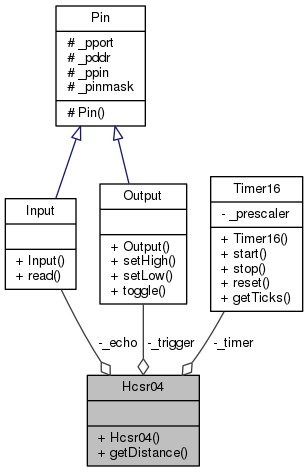 Pin
# _pport
# _pddr
# _ppin
# _pinmask
# Pin()
Input
+ Input()
+ read()
Output
+ Output()
+ setHigh()
+ setLow()
+ toggle()
Timer16
- _prescaler
+ Timer16()
+ start()
+ stop()
+ reset()
+ getTicks()
-_echo
-_trigger
-_timer
Hcsr04
+ Hcsr04()
+ getDistance()